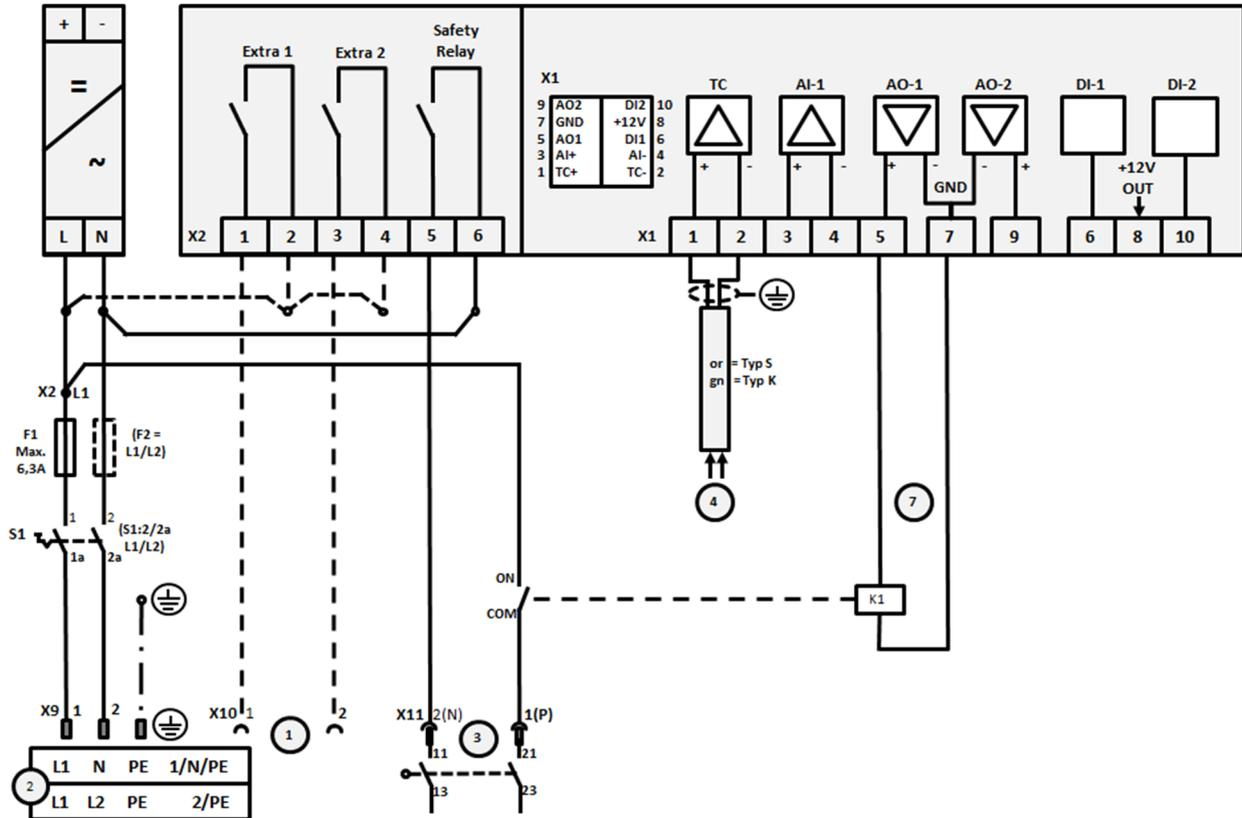 + -
=
~
L N
Extra 1
Extra 2
Safety
Relay
X2 1 2 3 4 5 6
X1
9 AO2 DI2 10
7 GND +12V 8
5 AO1 DI1 6
3 AI+ AI- 4
1 TC+ TC- 2
TC
AI-1
AO-1
AO-2
DI-1
DI-2
+ - + - + - - +
GND
+12V
OUT
X1 1 2 3 4 5 7 9 6 8 10
or = Typ S
gn =Typ K
4
7
X2 L1
F1
Max.
6,3A
(F2 =
L1/L2)
S1
1 2
1a 2a
(S1:2/2a
L1/L2)
ON
COM
K1
X9 1 2
X10 1 2
1
X11 2(N) 1(P)
3
11 21
13 23
2
L1 N PE 1/N/PE
L1 L2 PE 2/PE